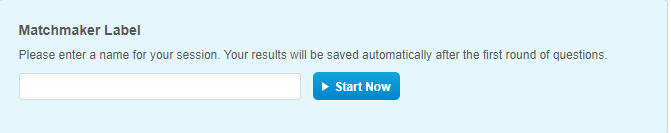 Matchmaker Label
Please enter a name for your session. Your results will be saved automatically after the first round of questions.
Start Now